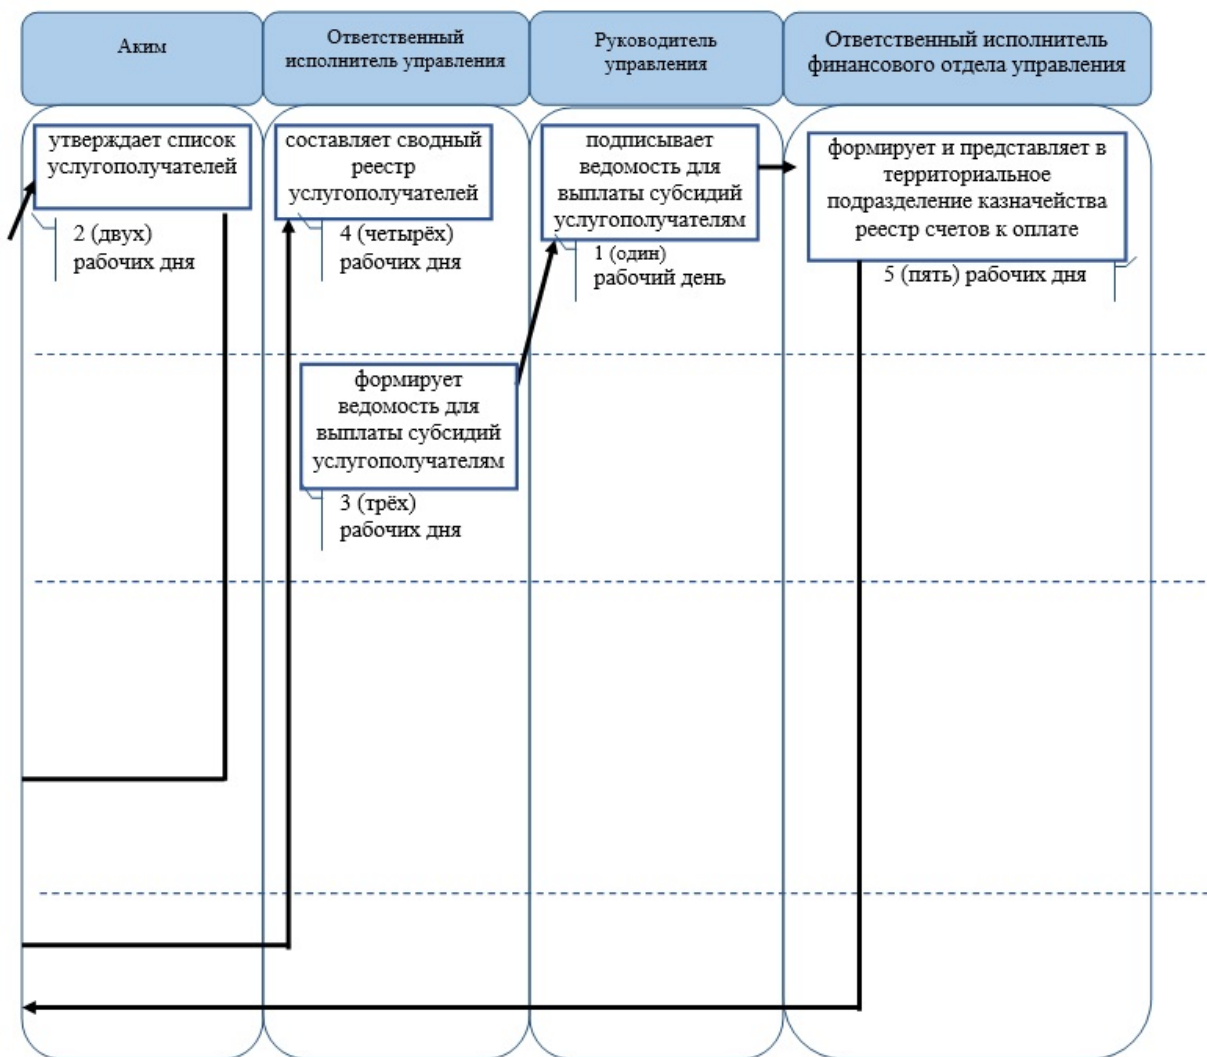 Аким
Ответственный
исполнитель управления
Руководитель
управления
Ответственный исполнитель
финансового отдела управления
утверждает список
услугополучателей
2 (двух)
рабочих дня
составляет сводный
реестр
услугополучателей
4 (четырёх)
рабочих дня
подписывает
ведомость для
выплаты субсидий
услугополучателям
1 (один)
рабочий день
формирует и представляет в
территориальное
подразделение казначейства
реестр счетов к оплате
5 (пять) рабочих дня
формирует
ведомость для
выплаты субсидий
услугополучателям
3 (трёх)
рабочих дня